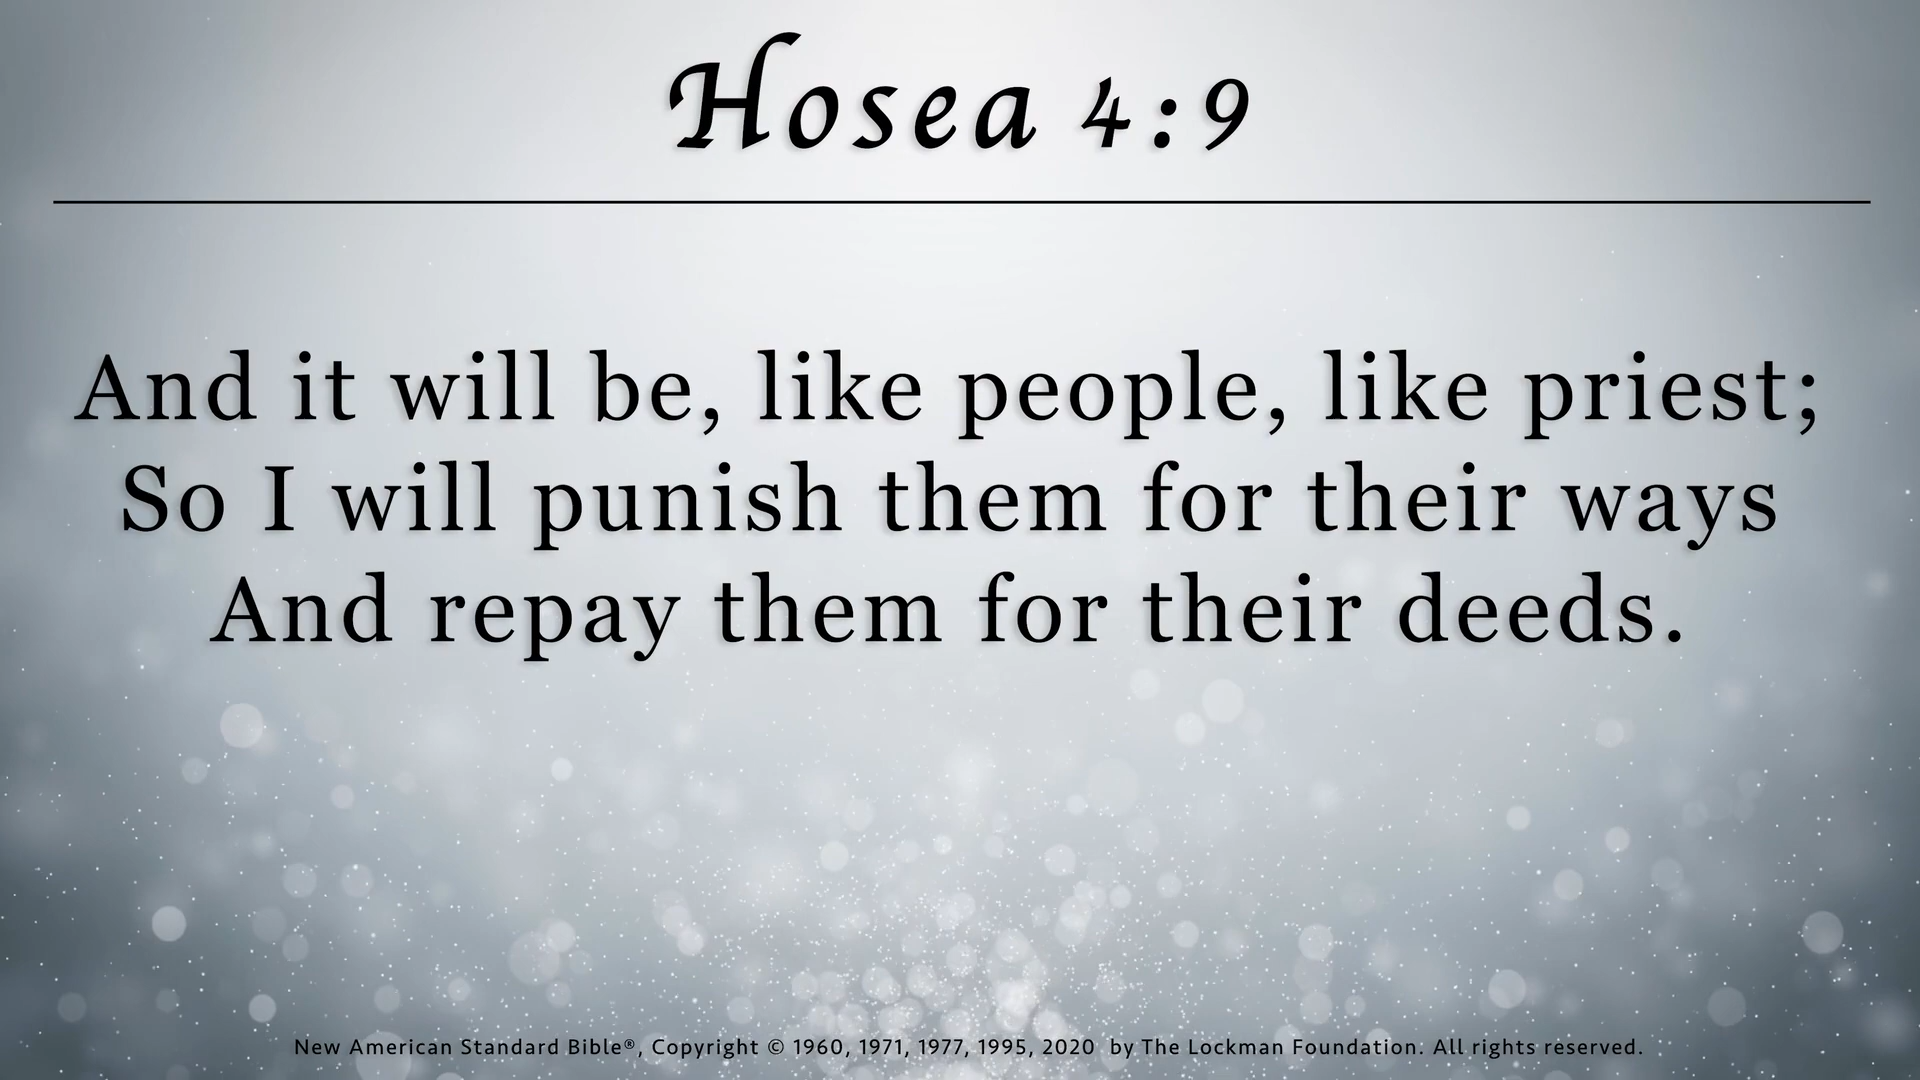 Hosea 4:9
And it will be, like people, like priest;
So I will punish them for their ways
And repay them for their deeds.
New American Standard Bible®, Copyright © 1960, 1971, 1977, 1995, 2020 by The Lockman Foundation. All rights reserved.